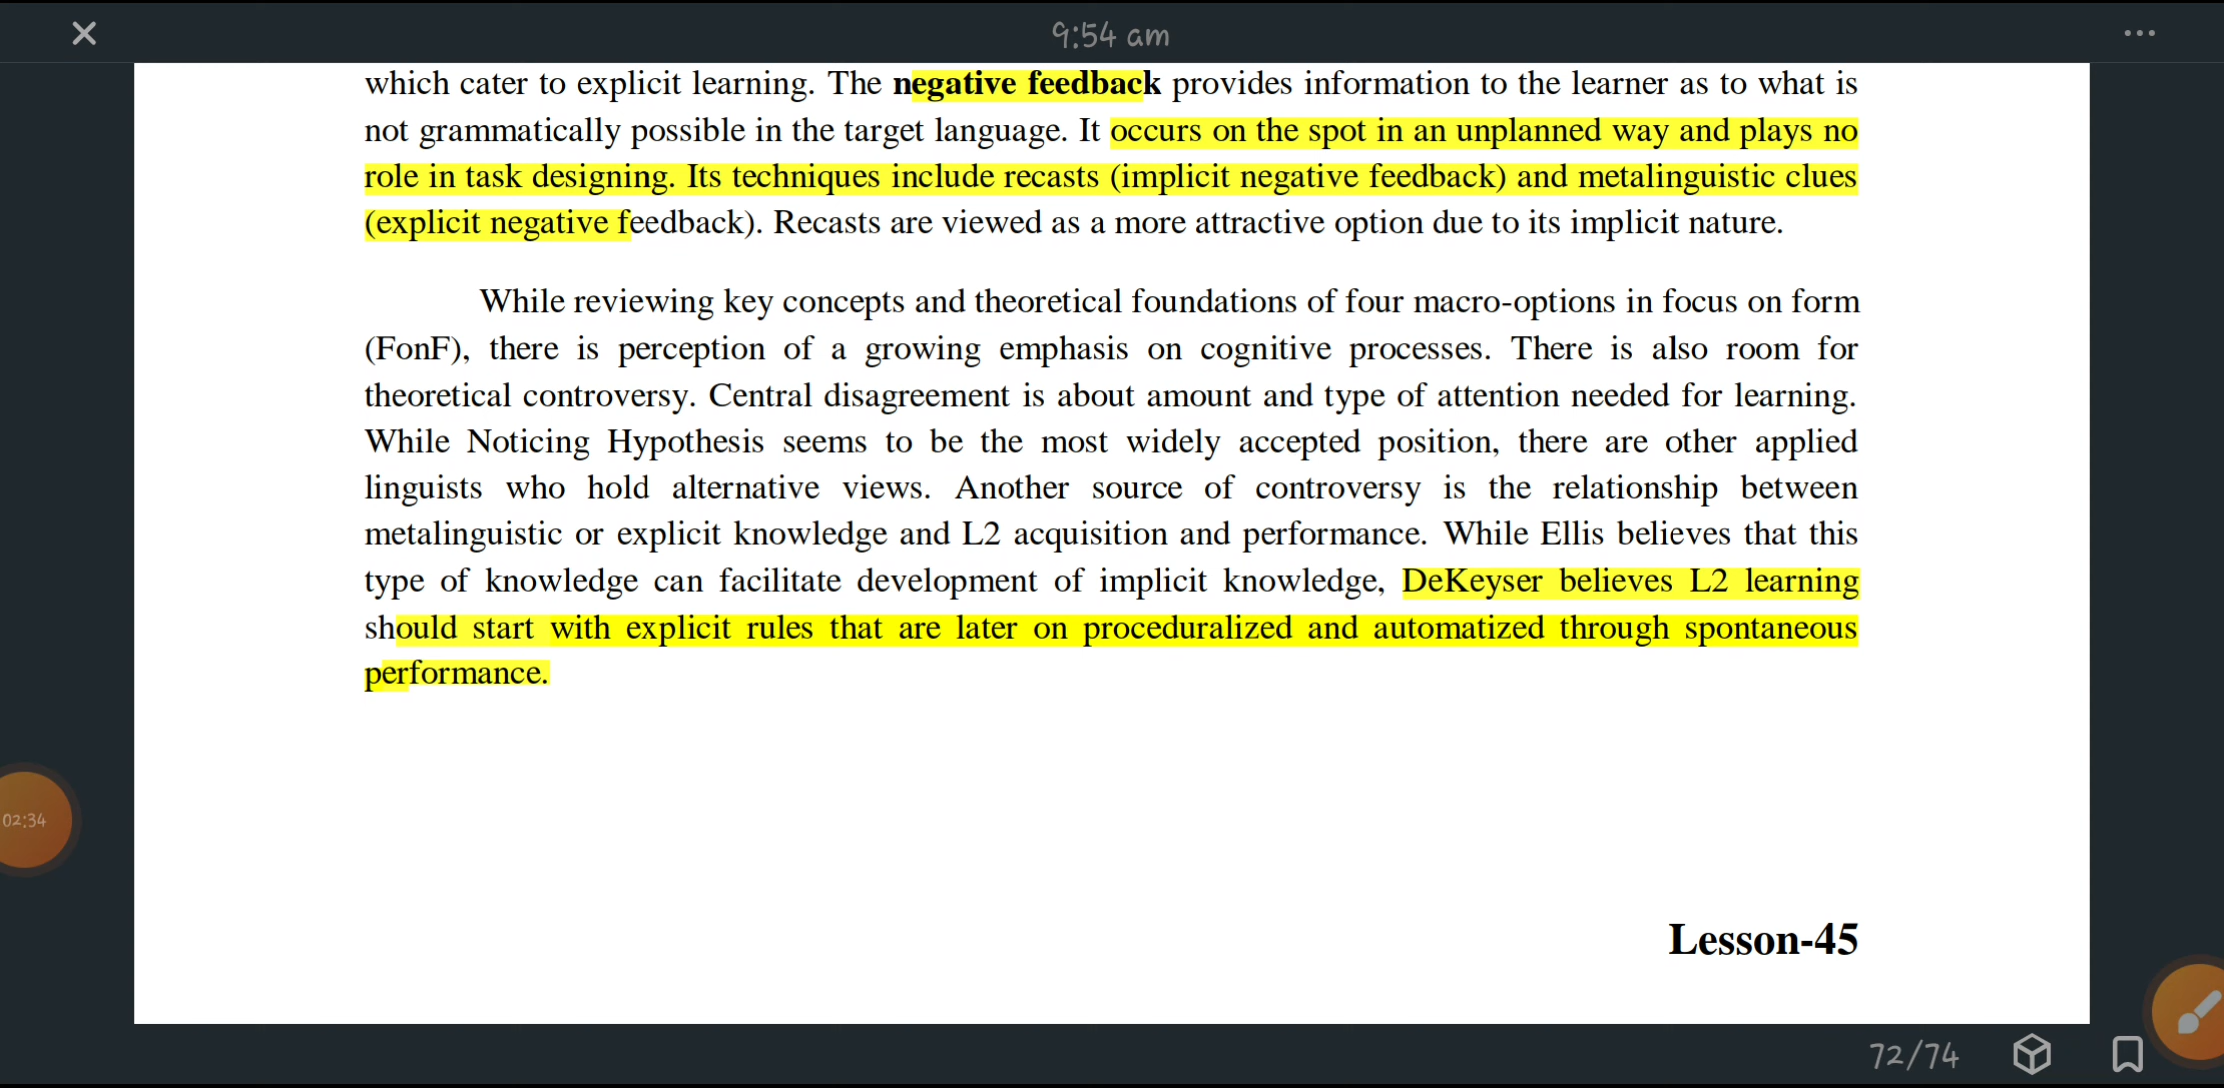 9:54 am
which cater to explicit learning. The negative feedback provides information to the learner as to what is
not grammatically possible in the target language. It occurs on the spot in an unplanned way and plays no
role in task designing. Its techniques include recasts (implicit negative feedback) and metalinguistic clues
(explicit negative feedback). Recasts are viewed as a more attractive option due to its implicit nature.
While reviewing key concepts and theoretical foundations of four macro-options in focus on form
(FonF), there is perception of a growing emphasis on cognitive processes. There is also room for
theoretical controversy. Central disagreement is about amount and type of attention needed for learning.
While Noticing Hypothesis seems to be the most widely accepted position, there are other applied
linguists who hold alternative views. Another source of controversy is the relationship between
metalinguistic or explicit knowledge and L2 acquisition and performance. While Ellis believes that this
type of knowledge can facilitate development of implicit knowledge, DeKeyser believes L2 learning
should start with explicit rules that are later on proceduralized and automatized through spontaneous
performance.
02:34
Lesson-45
72/74